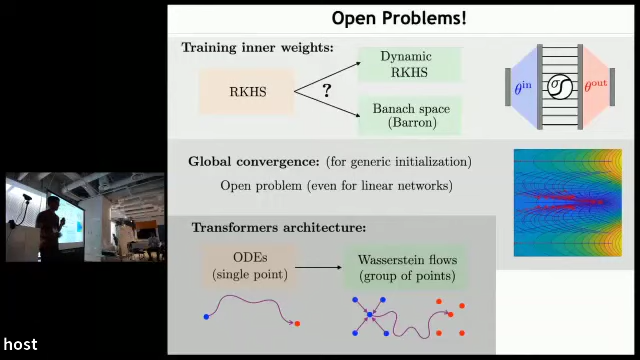 Open Problems!
Training inner weights:
RKHS
?
Dynamic
RKHS
Banach space
(Barron)
θin
σ
θout
Global convergence: (for generic initialization)
Open problem (even for linear networks)
Transformers architecture:
ODEs
(single point)
Wasserstein flows
(group of points)
host